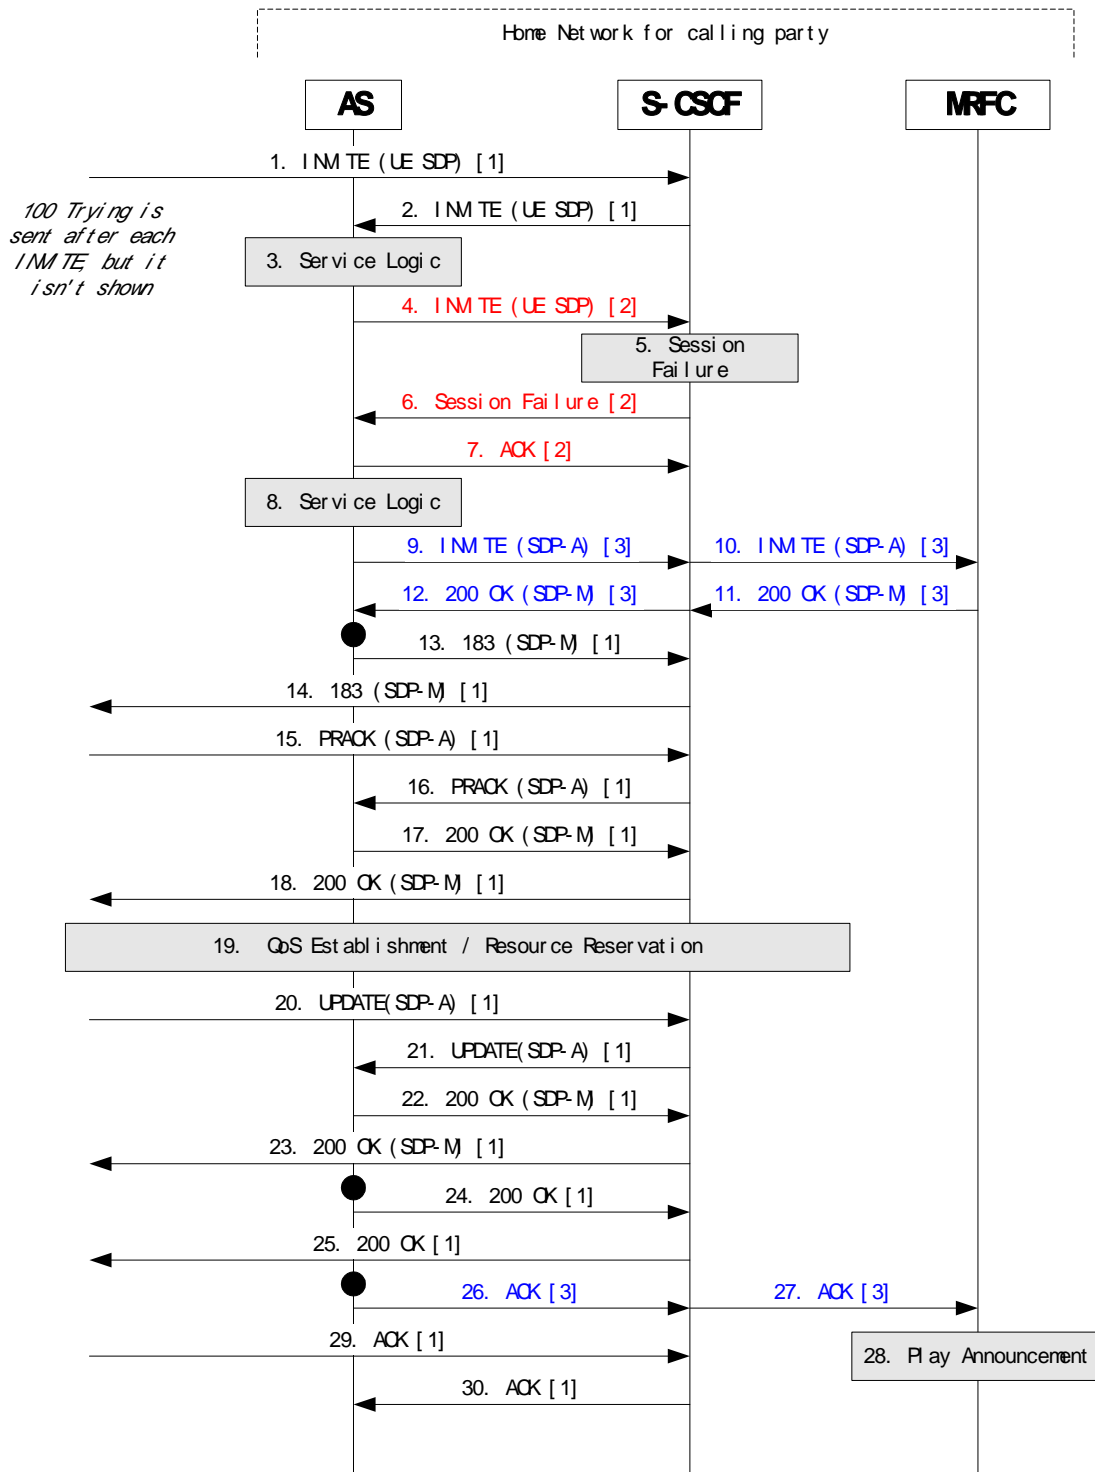 Home Network for calling party
AS
S-CSCF
MRFC
1. INVITE (UE SDP) [1]
100 Trying is
sent after each
INVITE, but it
isn't shown
2. INVITE (UE SDP) [1]
3. Service Logic
4. INVITE (UE SDP) [2]
5. Session
Failure
6. Session Failure [2]
7. ACK [2]
8. Service Logic
9. INVITE (SDP-A) [3]
10. INVITE (SDP-A) [3]
12. 200 OK (SDP-M) [3]
11. 200 OK (SDP-M) [3]
13. 183 (SDP-M) [1]
14. 183 (SDP-M) [1]
15. PRACK (SDP-A) [1]
16. PRACK (SDP-A) [1]
17. 200 OK (SDP-M) [1]
18. 200 OK (SDP-M) [1]
19. QoS Establishment / Resource Reservation
20. UPDATE(SDP-A) [1]
21. UPDATE(SDP-A) [1]
22. 200 OK (SDP-M) [1]
23. 200 OK (SDP-M) [1]
24. 200 OK [1]
25. 200 OK [1]
26. ACK [3]
27. ACK [3]
29. ACK [1]
28. Play Announcement
30. ACK [1]